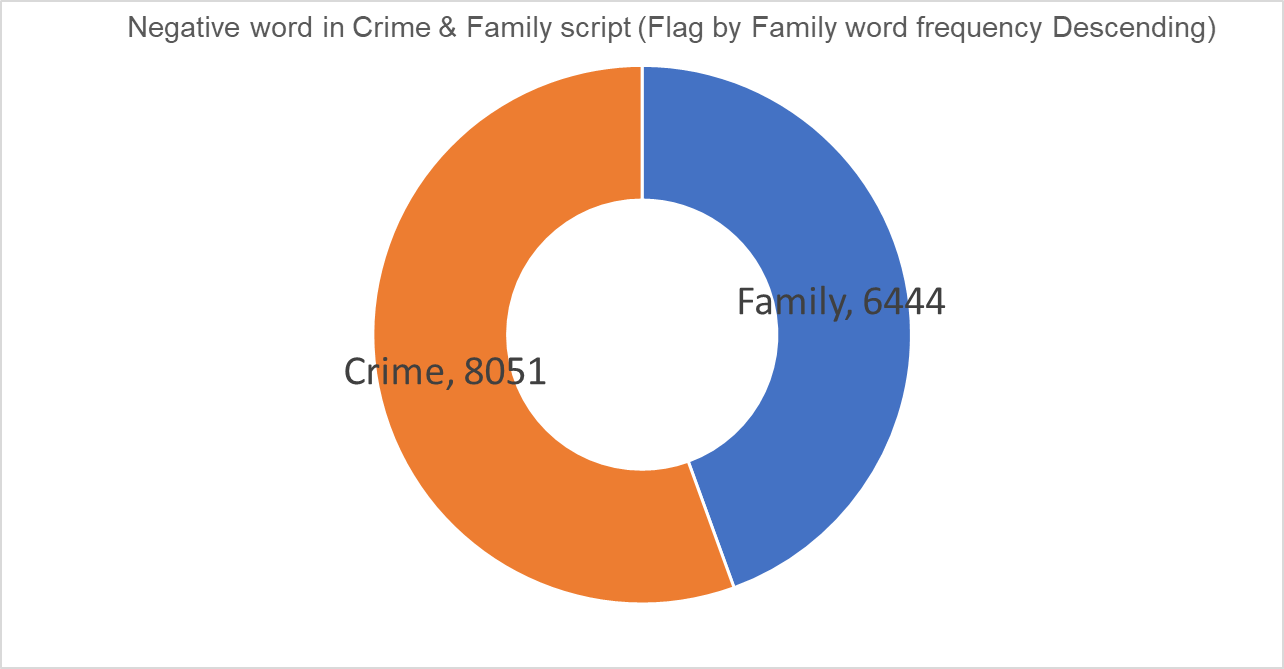 Negative word in Crime & Family script (Flag by Family word frequency Descending)
Family, 6444
Crime, 8051